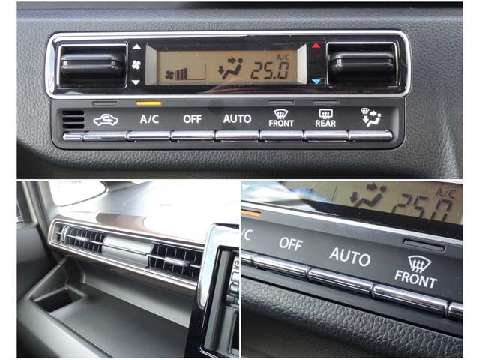 A/C
25.0
A/C OFF AUTO FRONT REAR
A/C
25.0
/C OFF AUTO FRONT